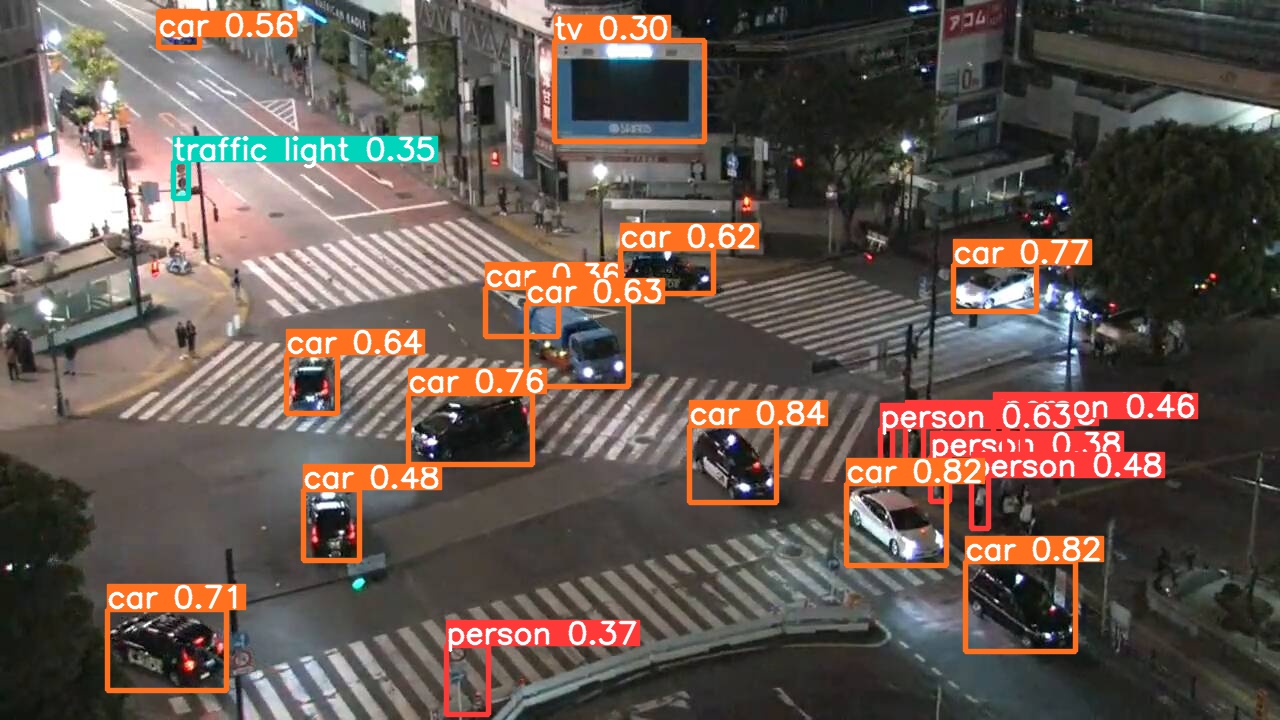 car 0.56
tv 0.30
AMERICAN EAGLE
アコム
traffic light 0.35
car 0.62
car 0.77
car 0.36
car 0.63
car 0.64
car 0.76
car 0.84
person 0.46
person 0.63
person 0.38
person 0.48
car 0.82
car 0.48
car 0.82
car 0.71
person 0.37